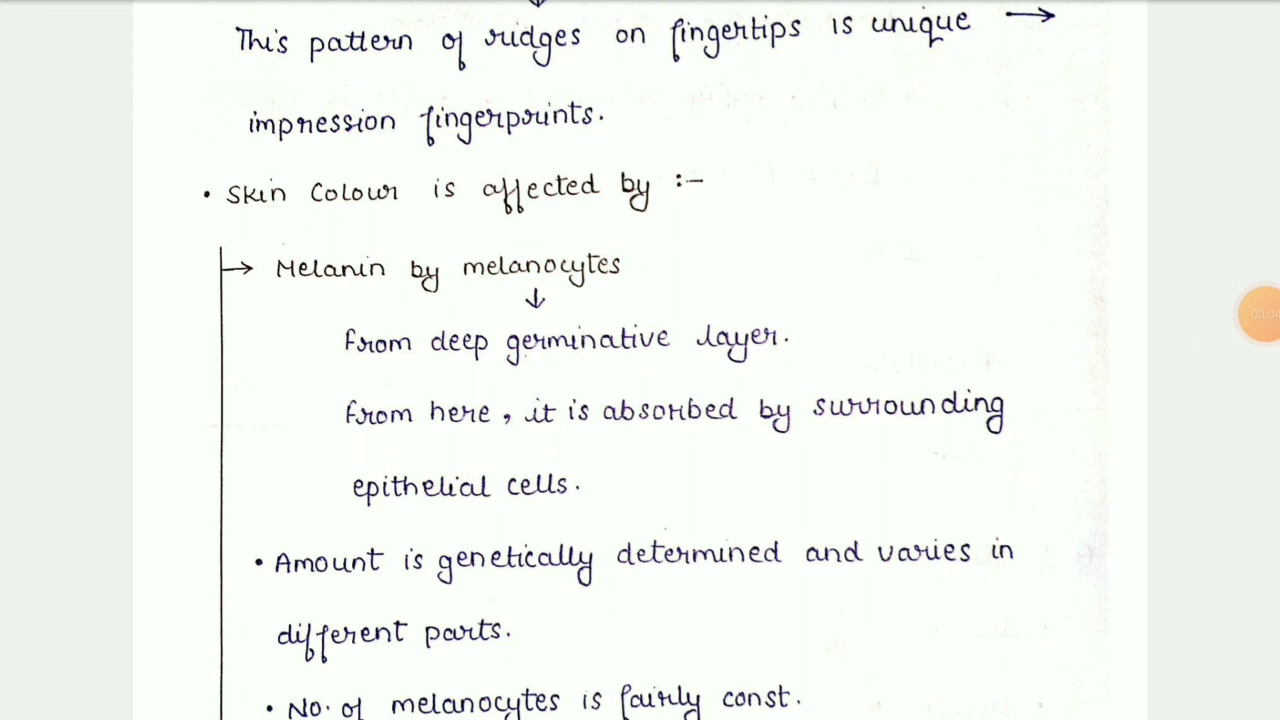 This pattern of ridges on fingertips is unique →
impression fingerprints.
• Skin Colour is affected by :-
→ Melanin by melanocytes
↓
from deep germinative layer.
from here, it is absorbed by surrounding
epithelial cells.
• Amount is genetically determined and varies in
different parts.
• No. of melanocytes is fairly const.
00:04